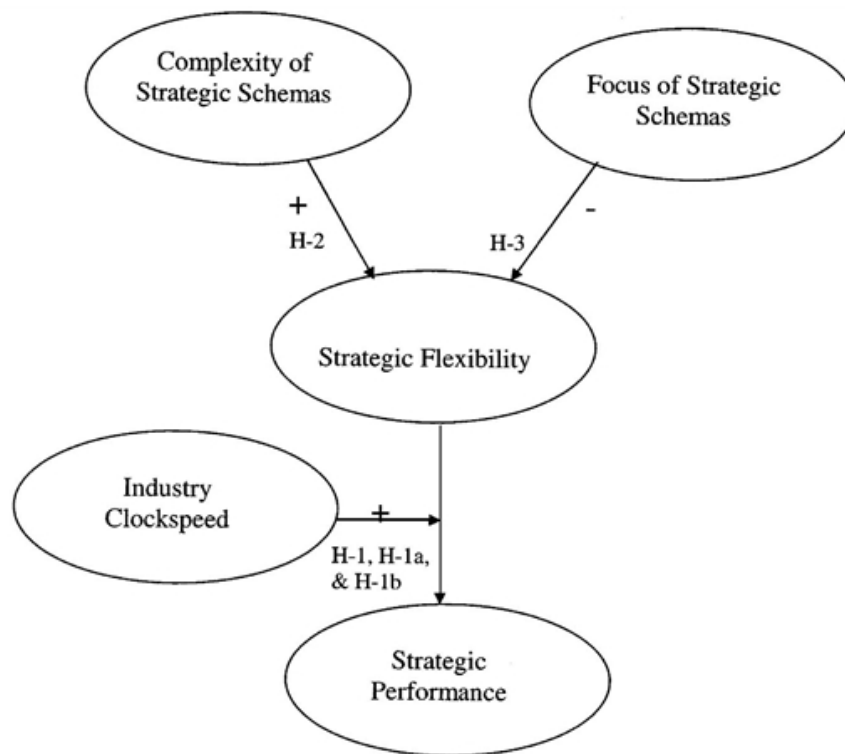 Complexity of
Strategic Schemas
Focus of Strategic
Schemas
+
H-2
-
H-3
Strategic Flexibility
Industry
Clockspeed
+
H-1, H-1a,
& H-1b
Strategic
Performance